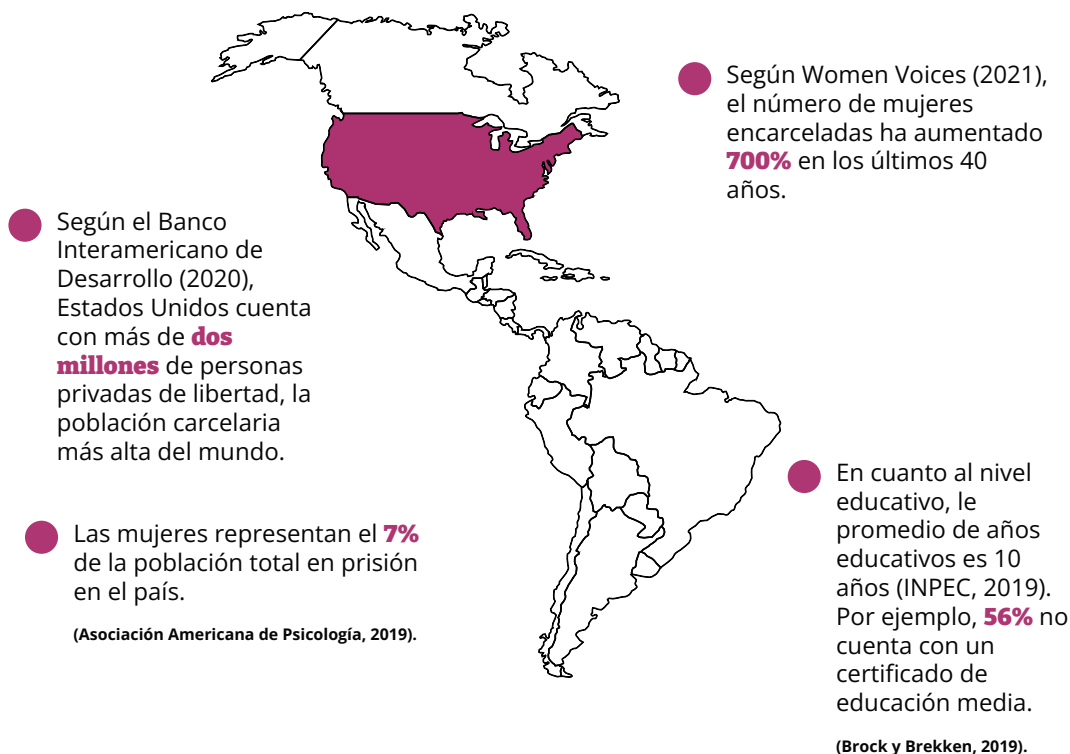 Según Women Voices (2021),
el número de mujeres
encarceladas ha aumentado
700% en los últimos 40
años.
Según el Banco
Interamericano de
Desarrollo (2020),
Estados Unidos cuenta
con más de dos
millones de personas
privadas de libertad, la
población carcelaria
más alta del mundo.
Las mujeres representan el 7%
de la población total en prisión
en el país.
(Asociación Americana de Psicología, 2019).
En cuanto al nivel
educativo, le
promedio de años
educativos es 10
años (INPEC, 2019).
Por ejemplo, 56% no
cuenta con un
certificado de
educación media.
(Brock y Brekken, 2019).